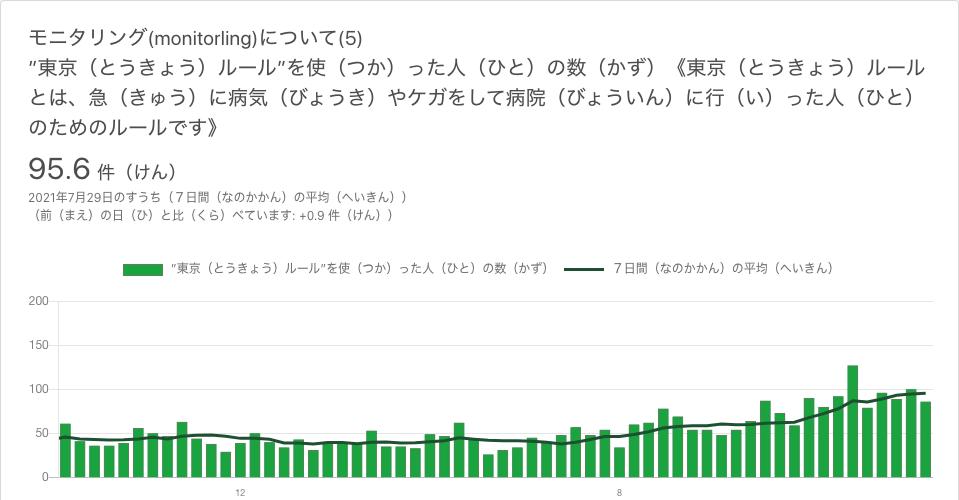 モニタリング(monitorling)について(5)
”東京（とうきょう）ルール”を使（つか）った人（ひと）の数（かず）《東京（とうきょう）ルール
とは、急（きゅう）に病気（びょうき）やケガをして病院（びょういん）に行（い）った人（ひと）
のためのルールです》
95.6 件（けん）
2021年7月29日のすうち（７日間（なのかかん）の平均（へいきん））
（前（まえ）の日（ひ）と比（くら）べています: +0.9 件（けん））
”東京（とうきょう）ルール”を使（つか）った人（ひと）の数（かず） ７日間（なのかかん）の平均（へいきん）
200
150
100
50
0
12 8